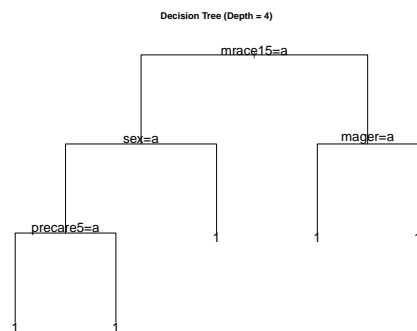 Decision Tree (Depth = 4)
mrace15=a
sex=a
mager=a
precare5=a
1
1
1
1
1